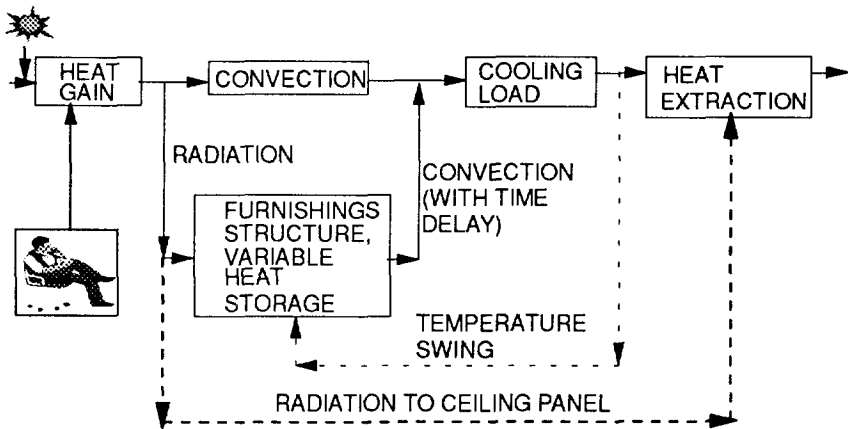 HEAT
GAIN
CONVECTION
COOLING
LOAD
HEAT
EXTRACTION
RADIATION
CONVECTION
(WITH TIME
DELAY)
FURNISHINGS
STRUCTURE,
VARIABLE
HEAT
STORAGE
TEMPERATURE
SWING
RADIATION TO CEILING PANEL